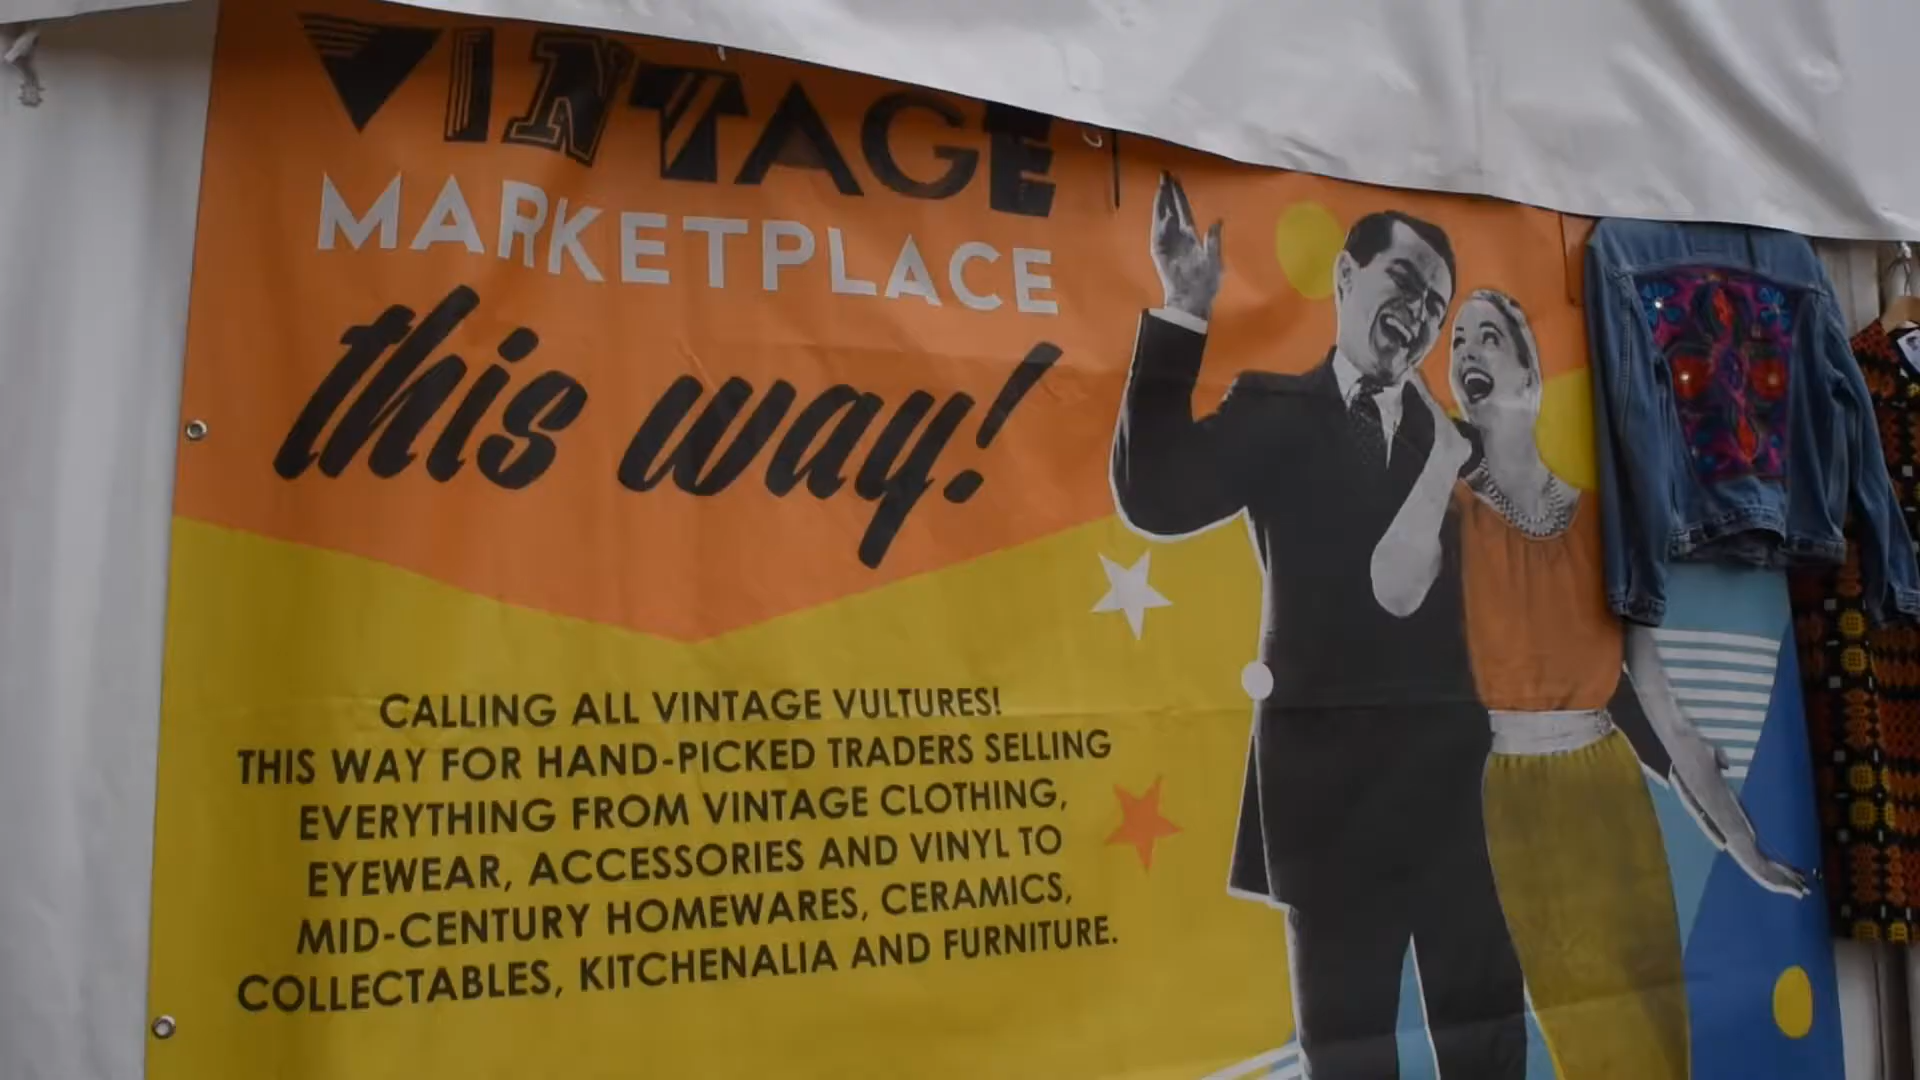 VINTAGE
MARKETPLACE
this way!
CALLING ALL VINTAGE VULTURES!
THIS WAY FOR HAND-PICKED TRADERS SELLING
EVERYTHING FROM VINTAGE CLOTHING,
EYEWEAR, ACCESSORIES AND VINYL TO
MID-CENTURY HOMEWARES, CERAMICS,
COLLECTABLES, KITCHENALIA AND FURNITURE.